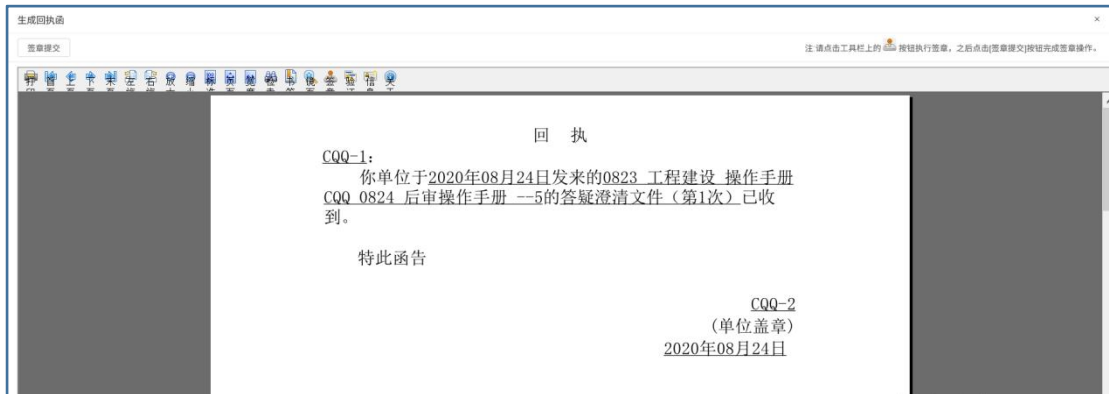 生成回执函
×
签章提交
注:请点击工具栏上的 按钮执行签章，之后点击[签章提交]按钮完成签章操作。
回 执
CQQ-1：
你单位于2020年08月24日发来的0823 工程建设 操作手册
CQQ 0824 后审操作手册 --5的答疑澄清文件（第1次）已收
到。
特此函告
CQQ-2
（单位盖章）
2020年08月24日